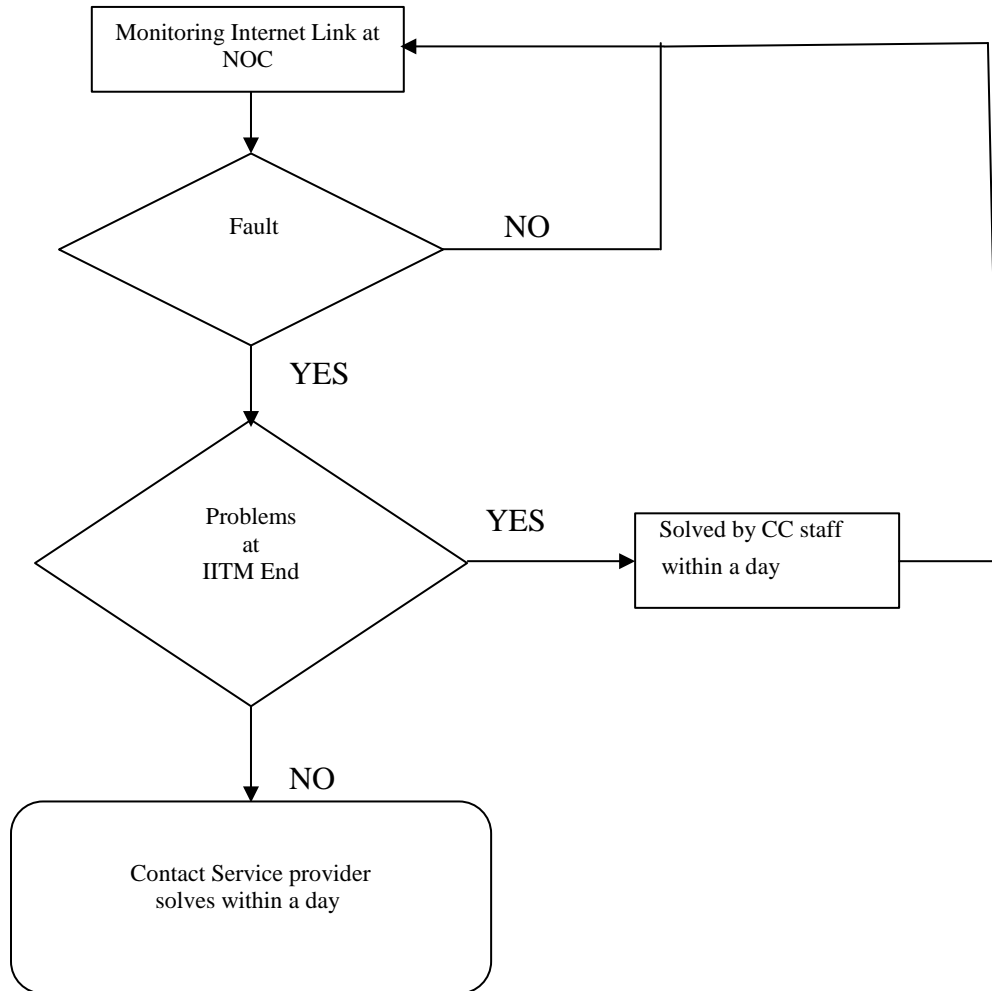 Monitoring Internet Link at
NOC
Fault
NO
YES
Problems
at
IITM End
YES
Solved by CC staff
within a day
NO
Contact Service provider
solves within a day